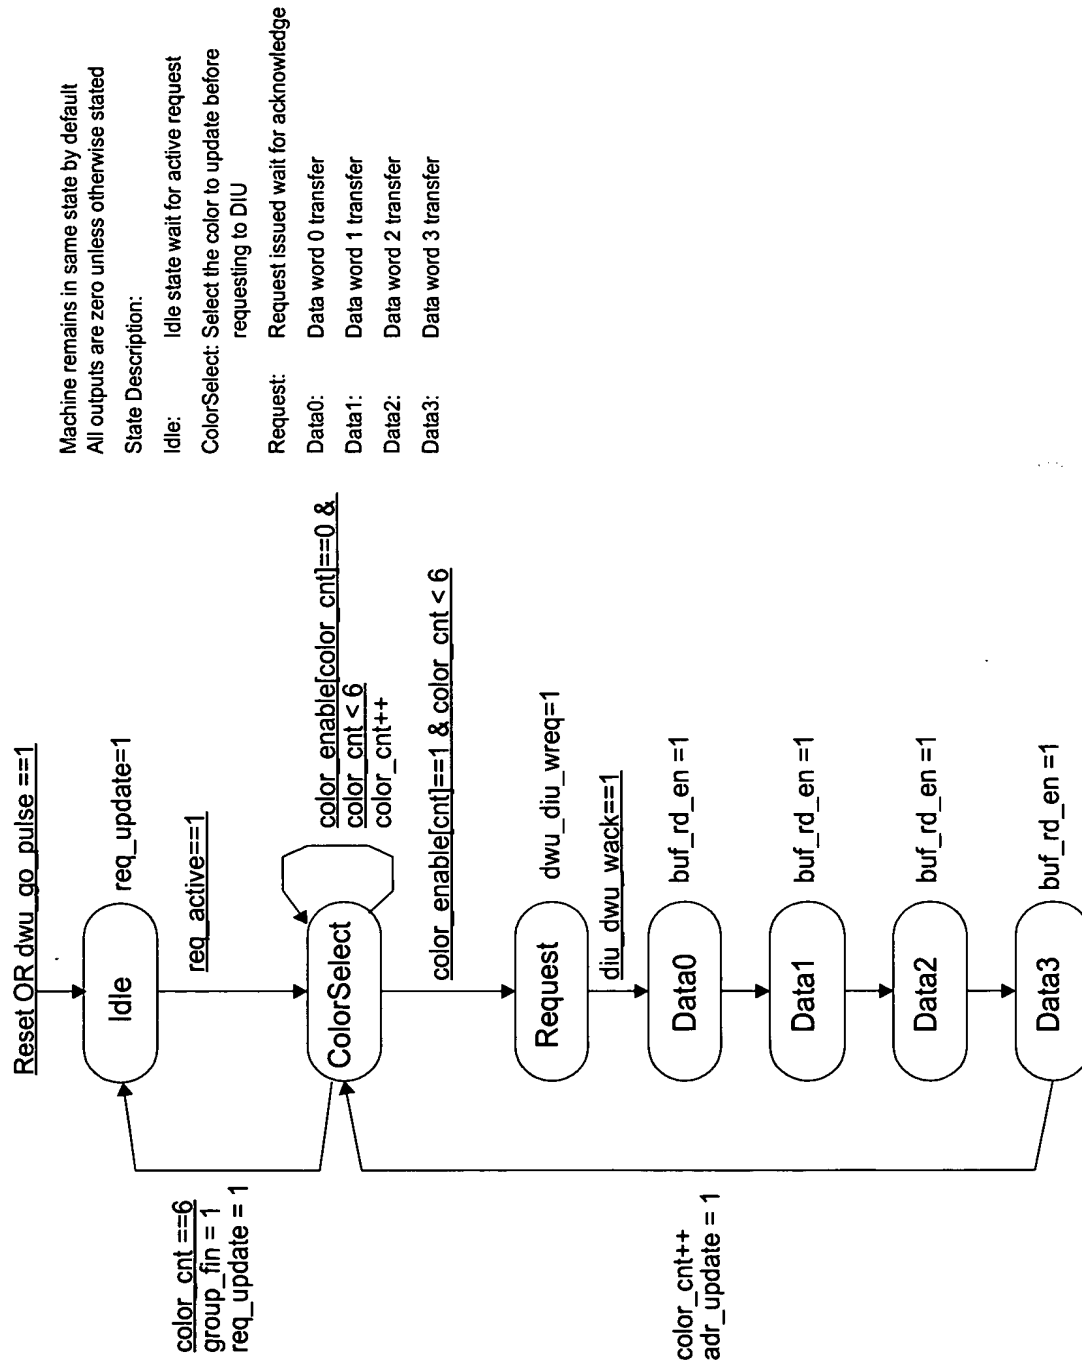 Reset OR dwu_go_pulse ==1
Idle
req_update=1
req_active==1
ColorSelect
color_enable[color_cnt]==0 &
color_cnt < 6
color_cnt++
color_cnt ==6
group_fin = 1
req_update = 1
color_enable[cnt]==1 & color_cnt < 6
Request
dwu_diu_wreq=1
diu_dwu_wack==1
Data0
buf_rd_en =1
Data1
buf_rd_en =1
Data2
buf_rd_en =1
Data3
buf_rd_en =1
color_cnt++
adr_update = 1
Machine remains in same state by default
All outputs are zero unless otherwise stated
State Description:
Idle: Idle state wait for active request
ColorSelect: Select the color to update before
requesting to DIU
Request: Request issued wait for acknowledge
Data0: Data word 0 transfer
Data1: Data word 1 transfer
Data2: Data word 2 transfer
Data3: Data word 3 transfer